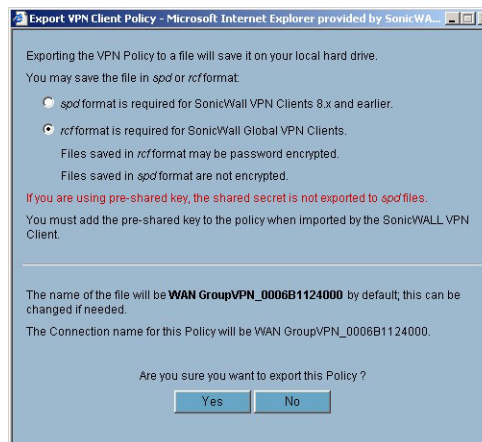 Export VPN Client Policy - Microsoft Internet Explorer provided by SonicWA...
Exporting the VPN Policy to a file will save it on your local hard drive.
You may save the file in spd or rcf format:
spd format is required for SonicWall VPN Clients 8.x and earlier.
rcf format is required for SonicWall Global VPN Clients.
Files saved in rcf format may be password encrypted.
Files saved in spd format are not encrypted.
If you are using pre-shared key, the shared secret is not exported to spd files.
You must add the pre-shared key to the policy when imported by the SonicWALL VPN
Client.
The name of the file will be WAN GroupVPN_0006B1124000 by default; this can be
changed if needed.
The Connection name for this Policy will be WAN GroupVPN_0006B1124000.
Are you sure you want to export this Policy ?
Yes No